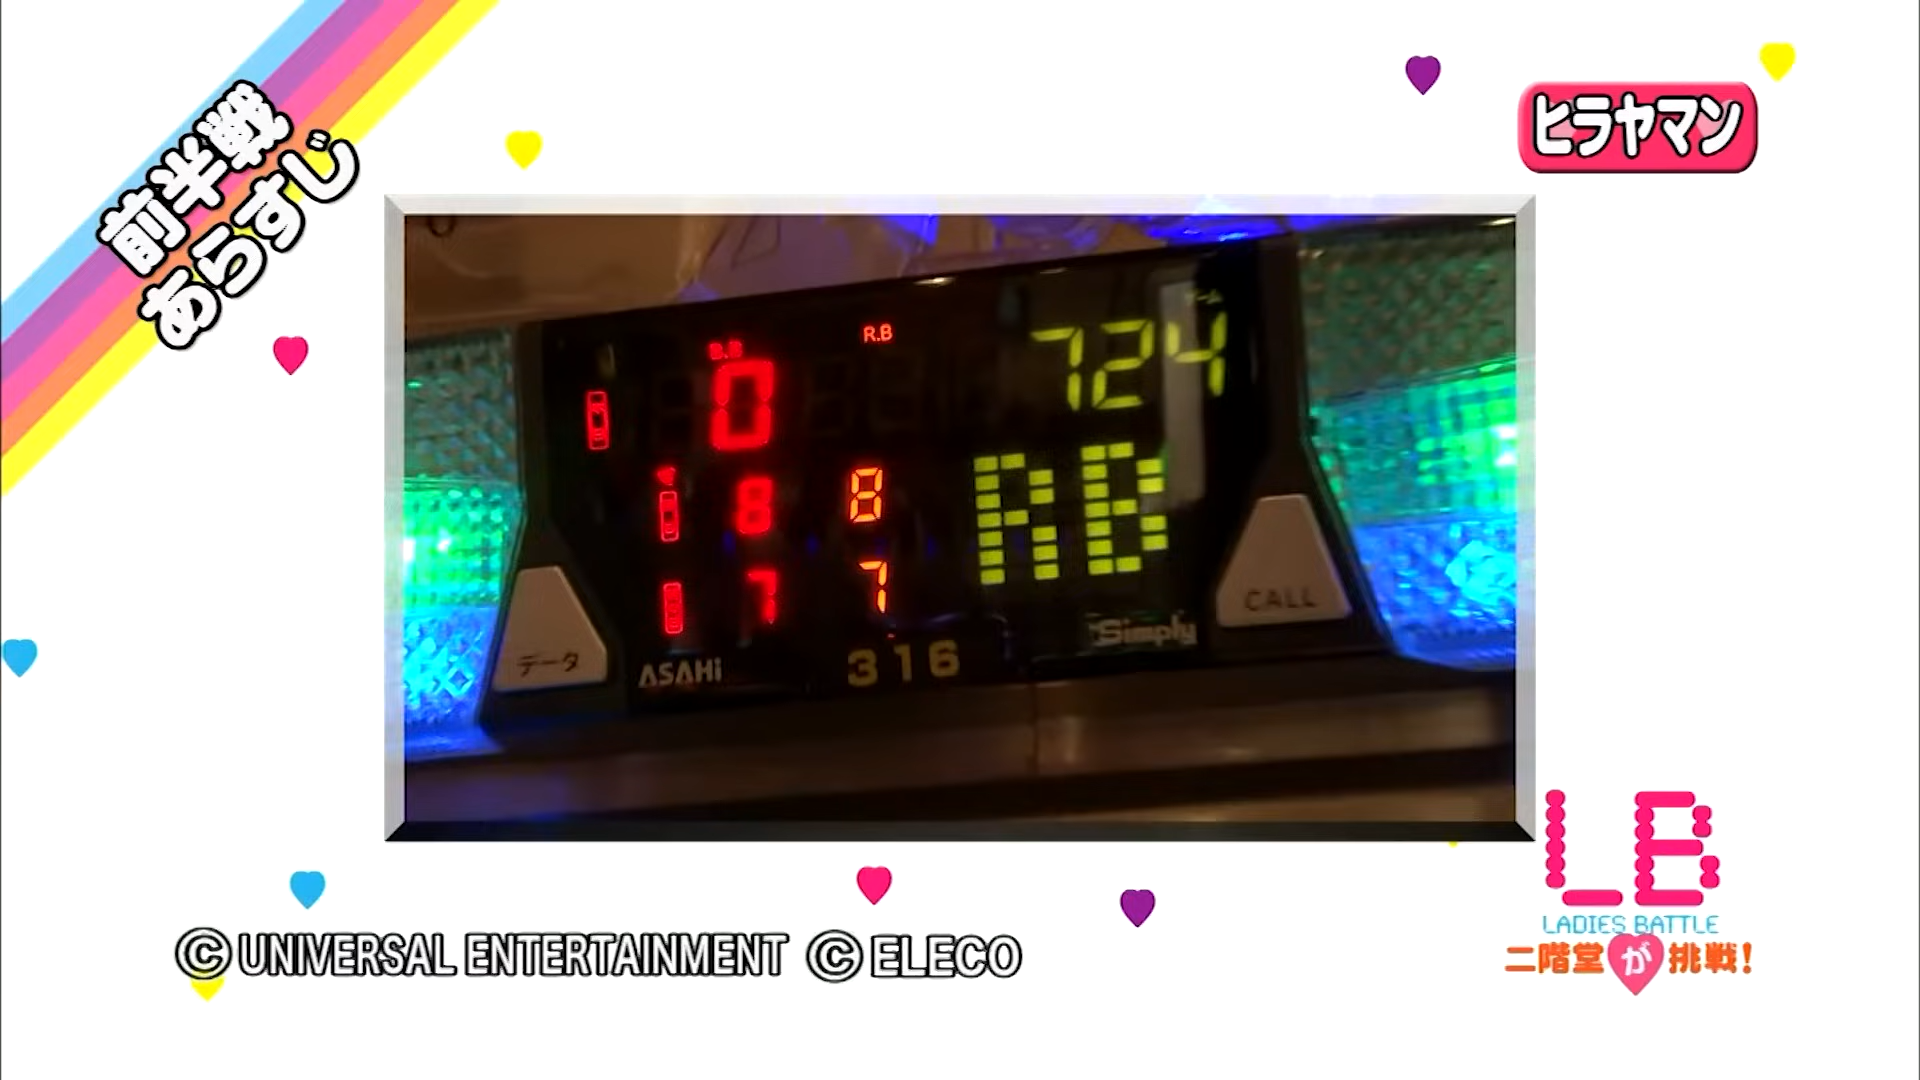 前半戦
あらすじ
ヒラヤマン
B.B
R.B
724
0
8 8
RB
7 7
データ
CALL
Simply
ASAHi
316
LB
LADIES BATTLE
二階堂が挑戦!
©UNIVERSAL ENTERTAINMENT ©ELECO